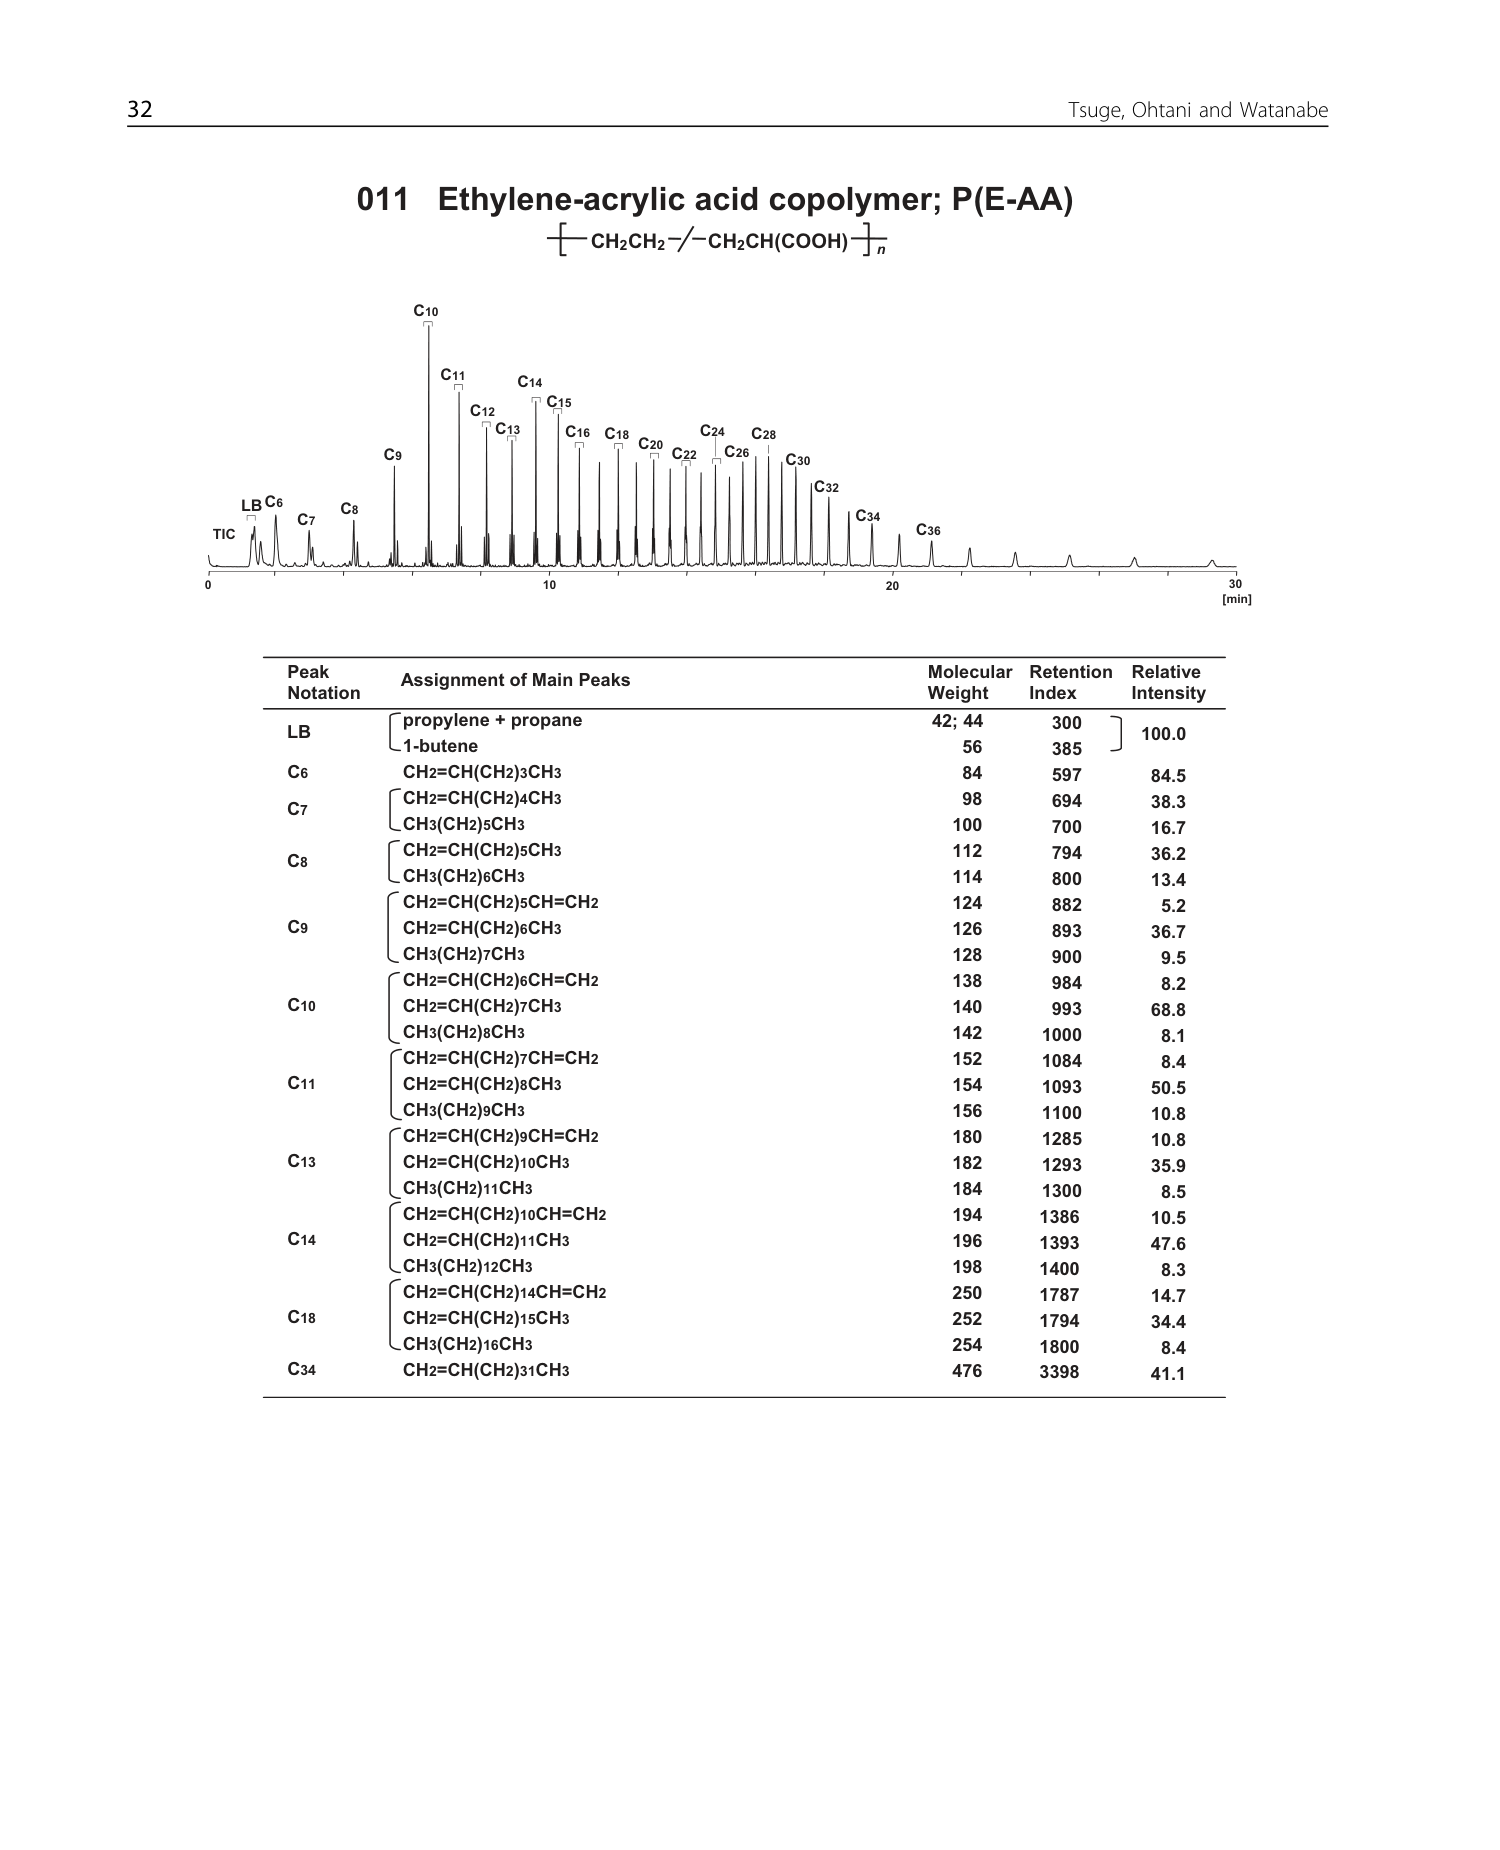 32 Tsuge, Ohtani and Watanabe
011 Ethylene-acrylic acid copolymer; P(E-AA)
[ CH2CH2 / CH2CH(COOH) ]n
C10
C11
C14
C15
C12
C13
C16
C18
C24
C28
C20
C22
C26
C30
C9
C32
LB
C6
C8
C7
C34
C36
TIC
0 10 20 30
[min]
Peak Notation Assignment of Main Peaks Molecular Weight Retention Index Relative Intensity
LB propylene + propane 42; 44 300 100.0
1-butene 56 385
C6 CH2=CH(CH2)3CH3 84 597 84.5
C7 CH2=CH(CH2)4CH3 98 694 38.3
CH3(CH2)5CH3 100 700 16.7
C8 CH2=CH(CH2)5CH3 112 794 36.2
CH3(CH2)6CH3 114 800 13.4
CH2=CH(CH2)5CH=CH2 124 882 5.2
C9 CH2=CH(CH2)6CH3 126 893 36.7
CH3(CH2)7CH3 128 900 9.5
CH2=CH(CH2)6CH=CH2 138 984 8.2
C10 CH2=CH(CH2)7CH3 140 993 68.8
CH3(CH2)8CH3 142 1000 8.1
CH2=CH(CH2)7CH=CH2 152 1084 8.4
C11 CH2=CH(CH2)8CH3 154 1093 50.5
CH3(CH2)9CH3 156 1100 10.8
CH2=CH(CH2)9CH=CH2 180 1285 10.8
C13 CH2=CH(CH2)10CH3 182 1293 35.9
CH3(CH2)11CH3 184 1300 8.5
CH2=CH(CH2)10CH=CH2 194 1386 10.5
C14 CH2=CH(CH2)11CH3 196 1393 47.6
CH3(CH2)12CH3 198 1400 8.3
CH2=CH(CH2)14CH=CH2 250 1787 14.7
C18 CH2=CH(CH2)15CH3 252 1794 34.4
CH3(CH2)16CH3 254 1800 8.4
C34 CH2=CH(CH2)31CH3 476 3398 41.1